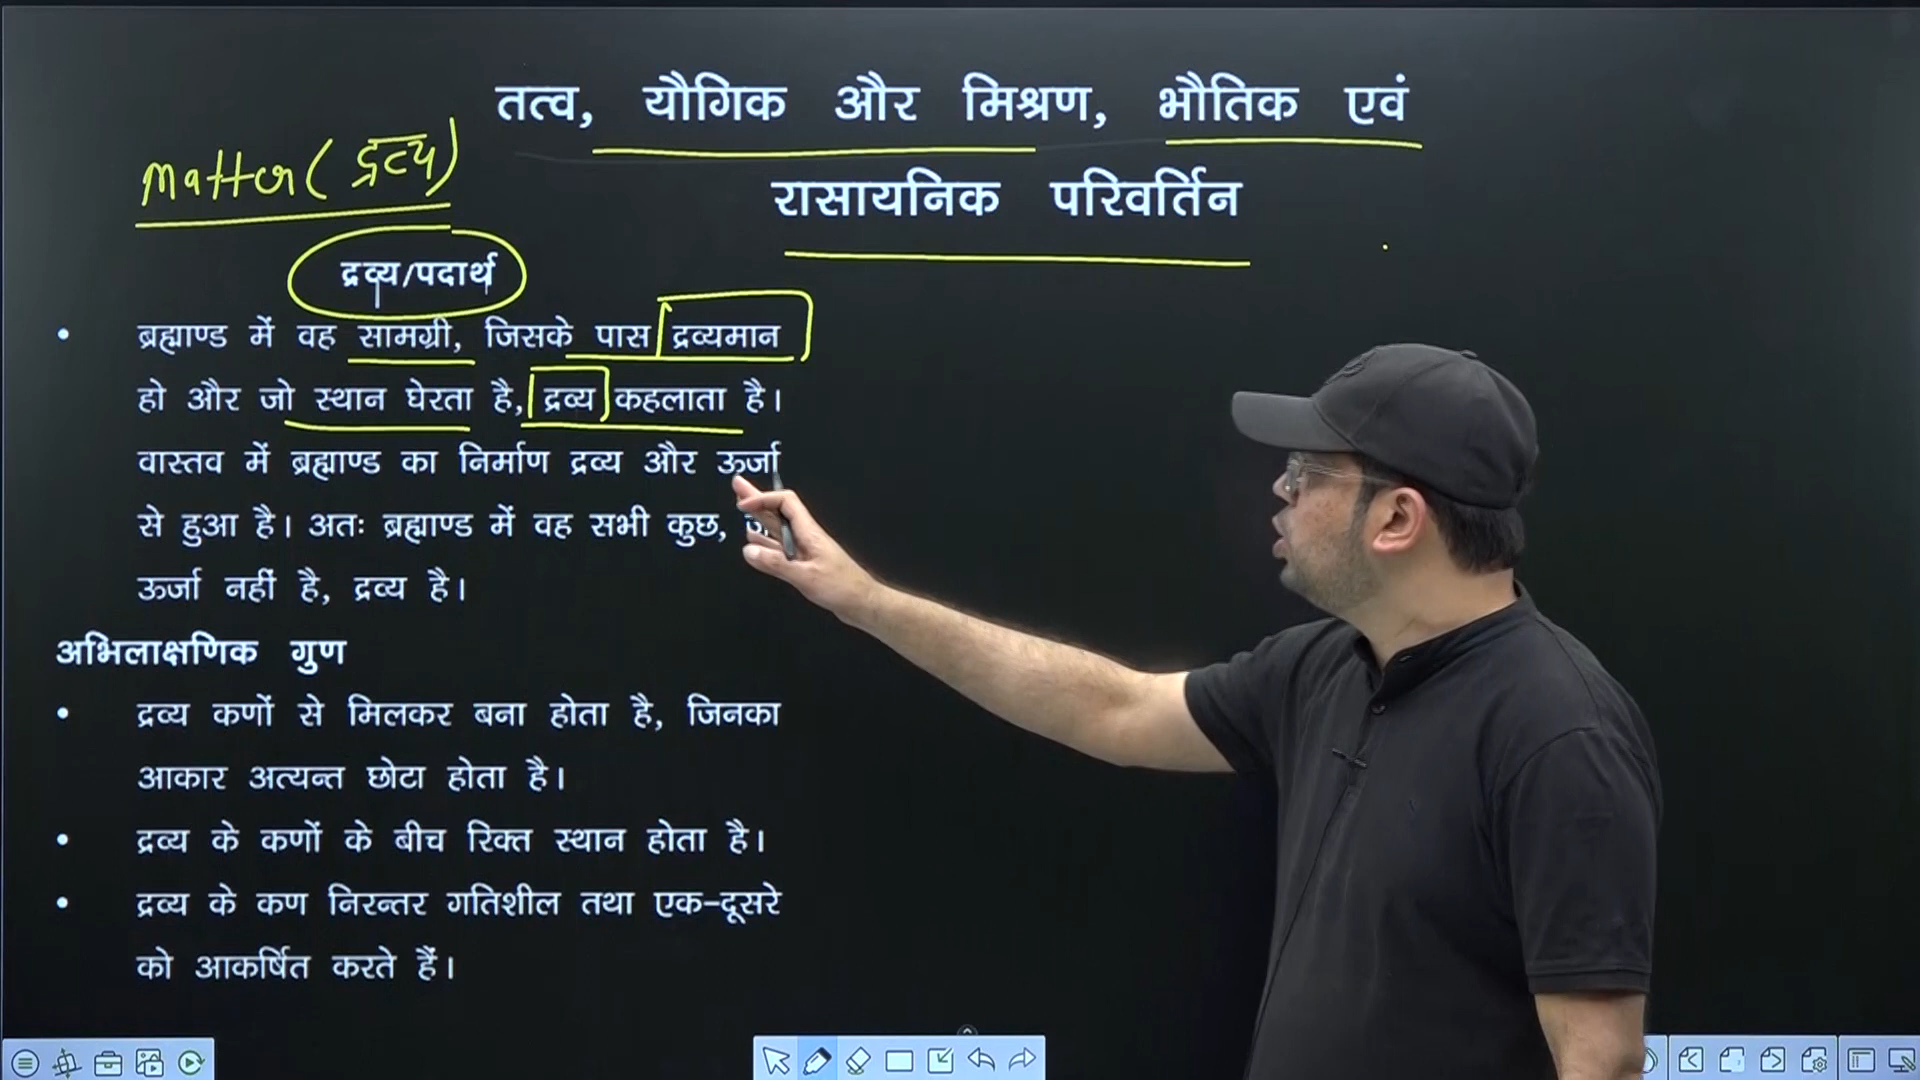 तत्व, यौगिक और मिश्रण, भौतिक एवं
रासायनिक परिवर्तिन
Matter (द्रव्य)
द्रव्य/पदार्थ
• ब्रह्माण्ड में वह सामग्री, जिसके पास द्रव्यमान
हो और जो स्थान घेरता है, द्रव्य कहलाता है।
वास्तव में ब्रह्माण्ड का निर्माण द्रव्य और ऊर्जा
से हुआ है। अतः ब्रह्माण्ड में वह सभी कुछ,
ऊर्जा नहीं है, द्रव्य है।
अभिलाक्षणिक गुण
• द्रव्य कणों से मिलकर बना होता है, जिनका
आकार अत्यन्त छोटा होता है।
• द्रव्य के कणों के बीच रिक्त स्थान होता है।
• द्रव्य के कण निरन्तर गतिशील तथा एक-दूसरे
को आकर्षित करते हैं।